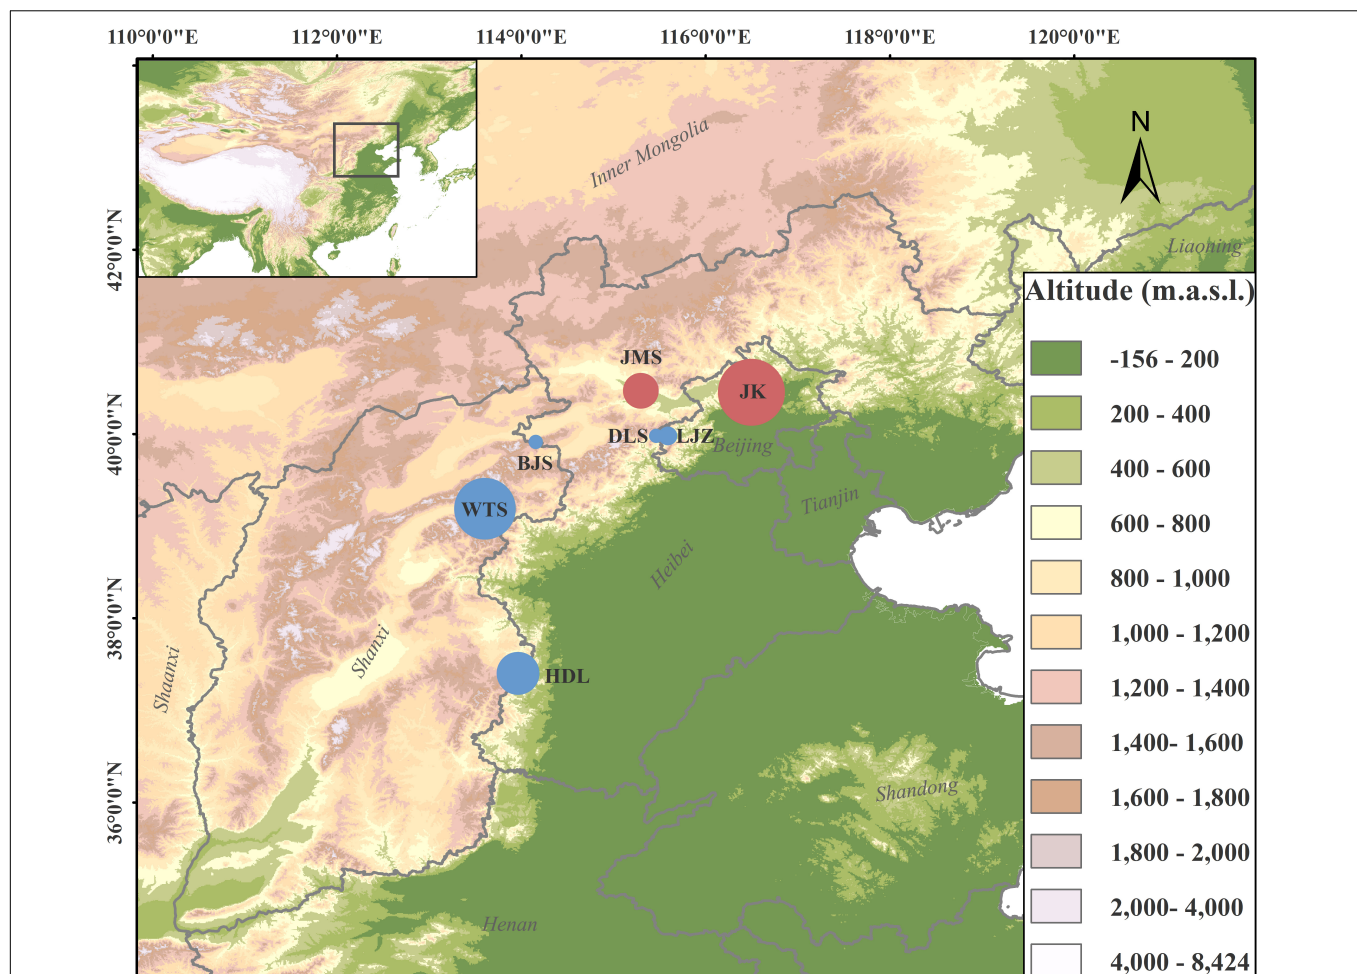 110°0'0"E
112°0'0"E
114°0'0"E
116°0'0"E
118°0'0"E
120°0'0"E
42°0'0"N
40°0'0"N
38°0'0"N
36°0'0"N
N
Inner Mongolia
Liaoning
JMS
JK
DLS
LJZ
Beijing
BJS
WTS
Tianjin
Heibei
Shanxi
Shaanxi
HDL
Shandong
Henan
Altitude (m.a.s.l.)
-156 - 200
200 - 400
400 - 600
600 - 800
800 - 1,000
1,000 - 1,200
1,200 - 1,400
1,400- 1,600
1,600 - 1,800
1,800 - 2,000
2,000- 4,000
4,000 - 8,424